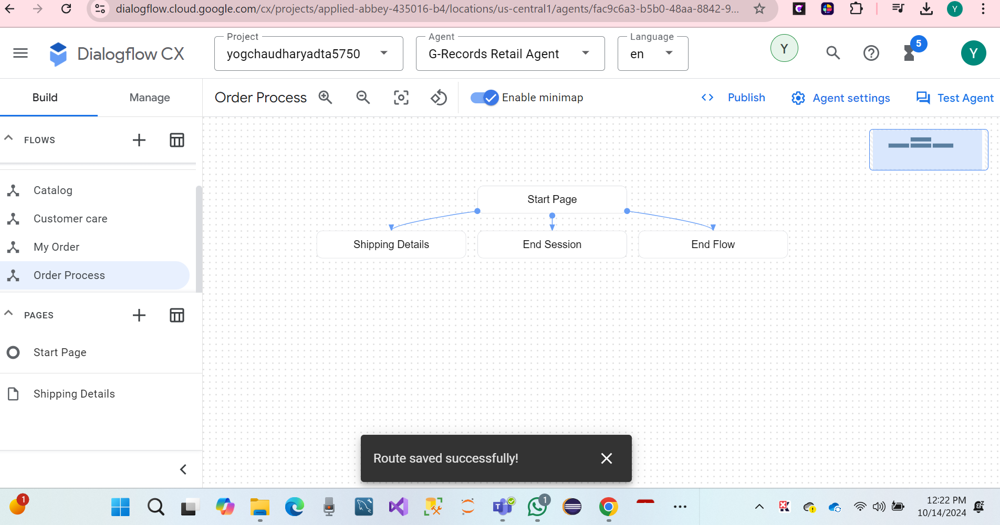 dialogflow.cloud.google.com/cx/projects/applied-abbey-435016-b4/locations/us-central1/agents/fac9c6a3-b5b0-48aa-8842-9...
Y
Dialogflow CX
Project
yogchaudharyadta5750
Agent
G-Records Retail Agent
Language
en
Y
5
Y
Build
Manage
Order Process
Enable minimap
Publish
Agent settings
Test Agent
FLOWS
Catalog
Customer care
My Order
Order Process
PAGES
Start Page
Shipping Details
Start Page
Shipping Details
End Session
End Flow
Route saved successfully!
1
T
1
12:22 PM
10/14/2024